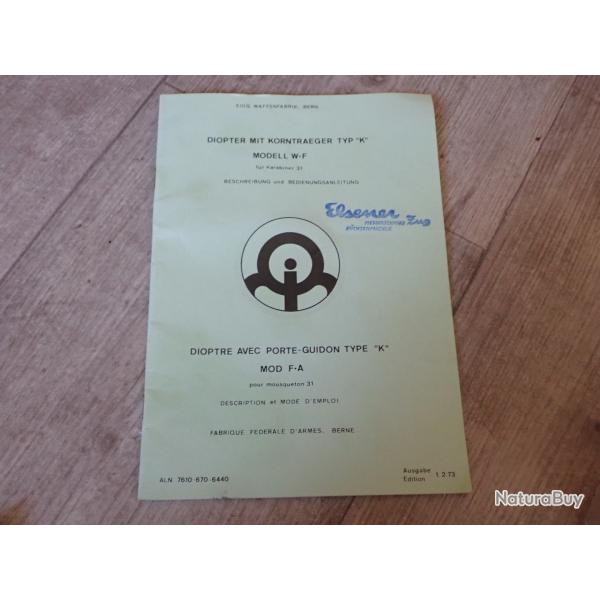 EIDG. WAFFENFABRIK, BERN
DIOPTER MIT KORNTRAEGER TYP "K"
MODELL W+F
für Karabiner 31
BESCHREIBUNG und BEDIENUNGSANLEITUNG
Elsener Zug
BÜCHSENMACHER
DIOPTRE AVEC PORTE-GUIDON TYPE "K"
MOD F+A
pour mousqueton 31
DESCRIPTION et MODE D'EMPLOI
FABRIQUE FEDERALE D'ARMES, BERNE
ALN 7610-670-6440
Ausgabe
Edition 1. 2. 73
NaturaBuy